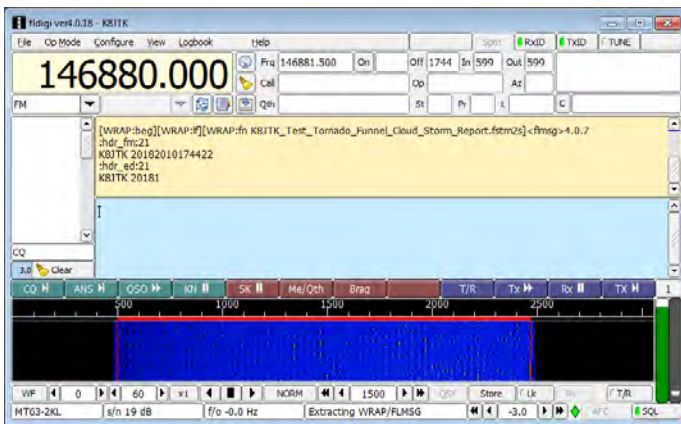 fldigi ver4.0.18 - K8JTK
File Op Mode Configure View Logbook Help Spot RxID TxID TUNE
146880.000
Frq 146881.500 On Off 1744 In 599 Out 599
Call Op Az
FM Qth St Pr L C
[WRAP:beg][WRAP:lf][WRAP:fn K8JTK_Test_Tornado_Funnel_Cloud_Storm_Report.fstm2s]<flmsg>4.0.7
:hdr_fm:21
K8JTK 20182010174422
:hdr_ed:21
K8JTK 20181
CQ
3.0 Clear
CQ ANS QSO KN SK Me/Qth Brag T/R Tx Rx TX 1
500 1000 1500 2000 2500
WF 0 60 x1 NORM 1500 QSY Store Lk Rv T/R
MTG3-2KL s/n 19 dB f/o -0.0 Hz Extracting WRAP/FLMSG -3.0 AFC SQL